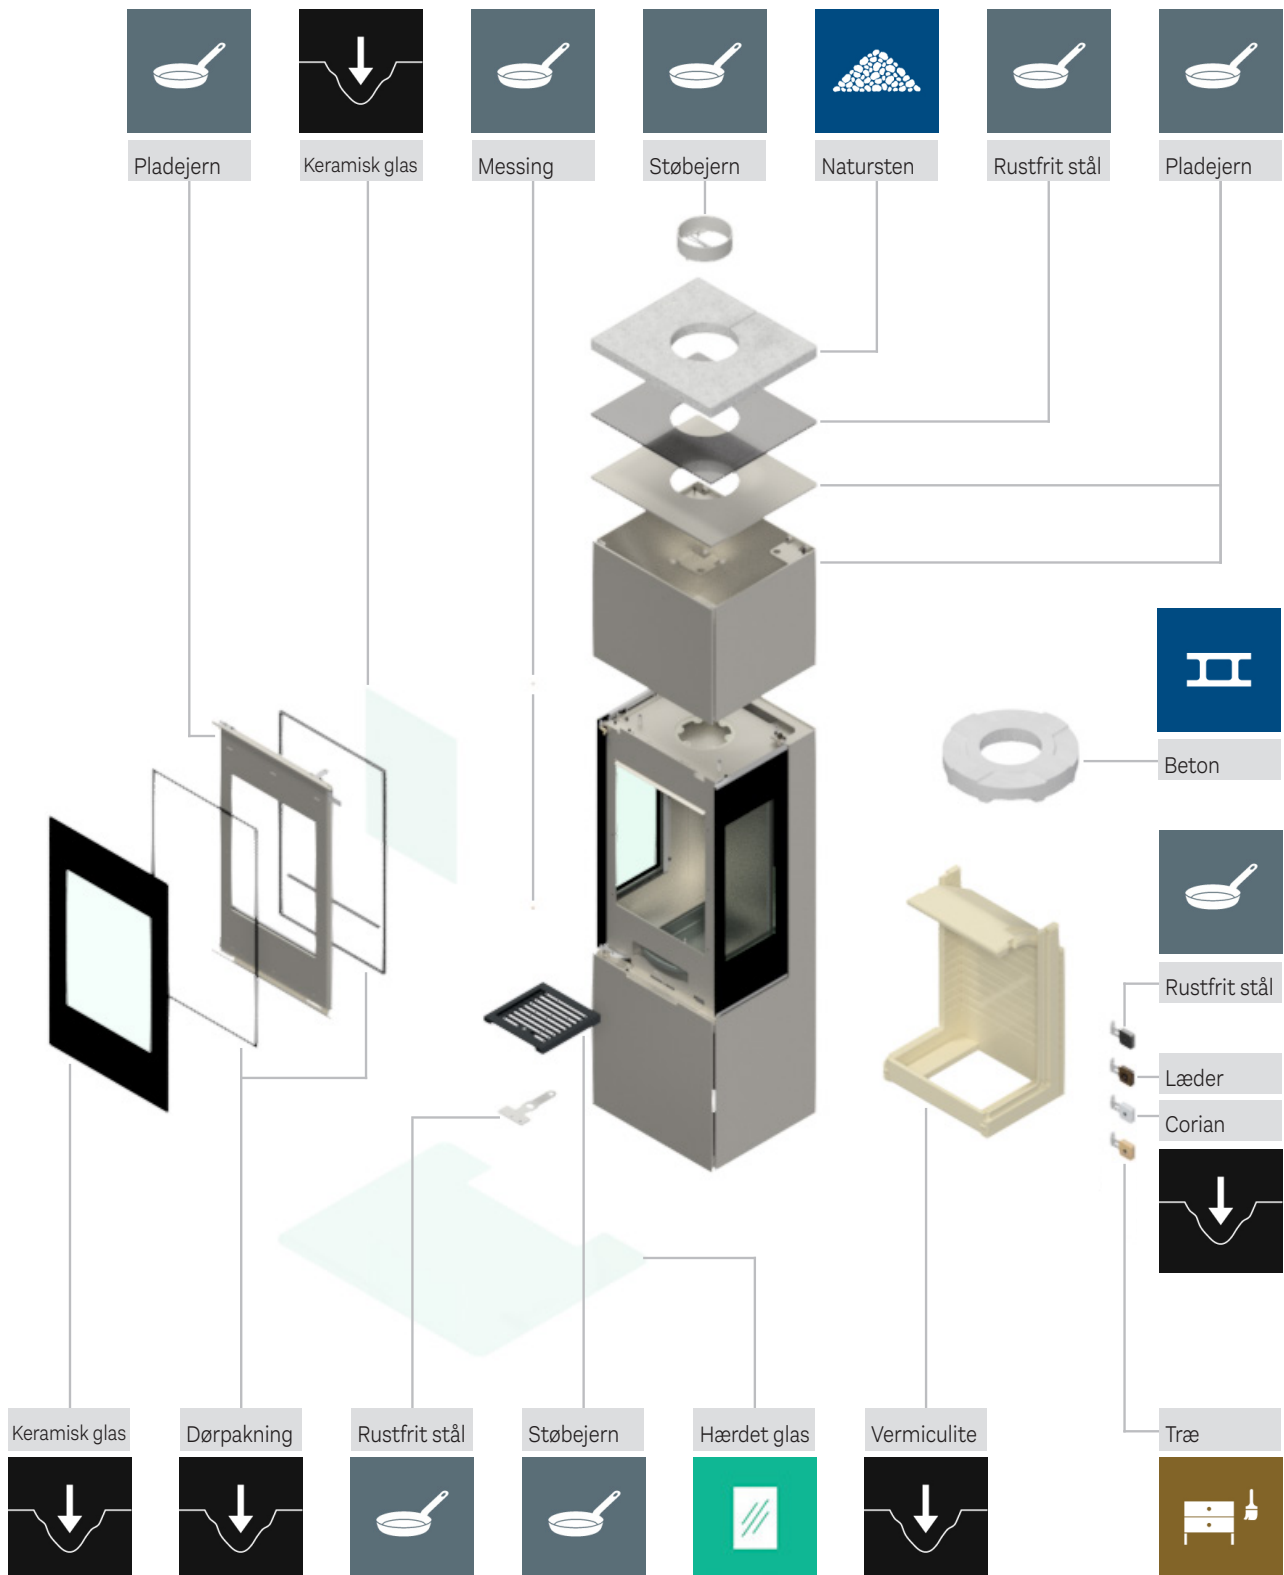 Pladejern
Keramisk glas
Messing
Støbejern
Natursten
Rustfrit stål
Pladejern
Beton
Rustfrit stål
Læder
Corian
Keramisk glas
Dørpakning
Rustfrit stål
Støbejern
Hærdet glas
Vermiculite
Træ